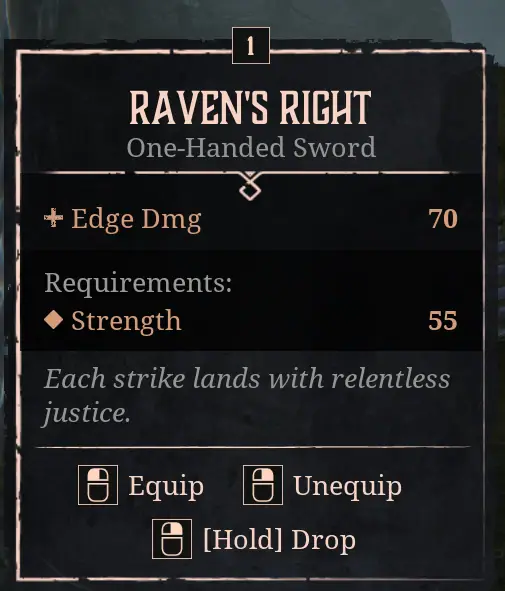 1
RAVEN'S RIGHT
One-Handed Sword
Edge Dmg 70
Requirements:
Strength 55
Each strike lands with relentless
justice.
Equip Unequip
[Hold] Drop